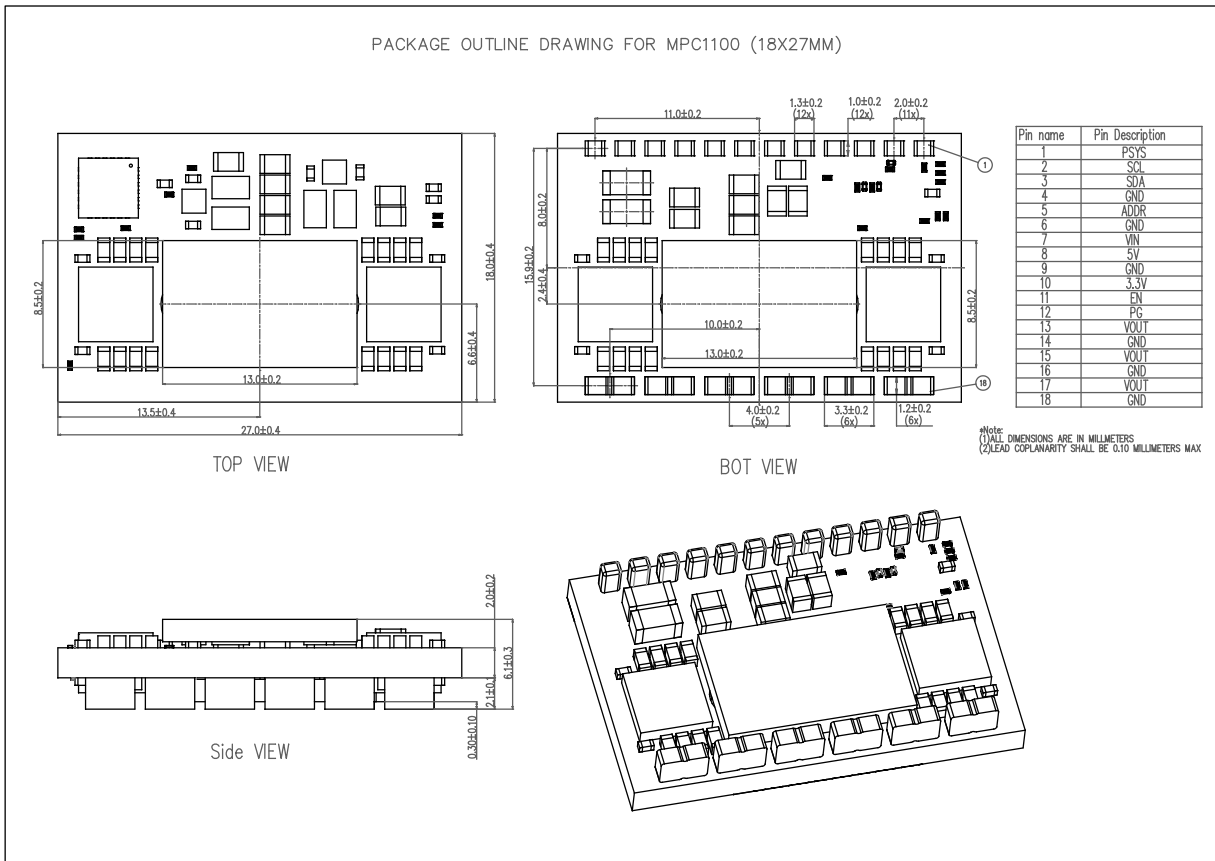 PACKAGE OUTLINE DRAWING FOR MPC1100 (18X27MM)
11.0±0.2
1.3±0.2
(12x)
1.0±0.2
(12x)
2.0±0.2
(11x)
1
8.5±0.2
18.0±0.4
6.6±0.4
13.0±0.2
13.5±0.4
27.0±0.4
TOP VIEW
15.9±0.2
8.0±0.2
2.4±0.4
10.0±0.2
13.0±0.2
8.5±0.2
18
4.0±0.2
(5x)
3.3±0.2
(6x)
1.2±0.2
(6x)
BOT VIEW
Pin name Pin Description
1 PSYS
2 SCL
3 SDA
4 GND
5 ADDR
6 GND
7 VIN
8 5V
9 GND
10 3.3V
11 EN
12 PG
13 VOUT
14 GND
15 VOUT
16 GND
17 VOUT
18 GND
*Note:
(1)ALL DIMENSIONS ARE IN MILLMETERS
(2)LEAD COPLANARITY SHALL BE 0.10 MILLIMETERS MAX
2.0±0.2
6.1±0.3
2.1±0.1
0.30±0.10
Side VIEW